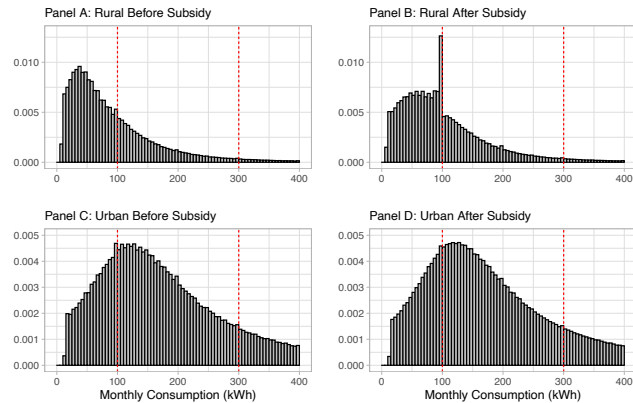 Panel A: Rural Before Subsidy
0.010
0.005
0.000
0 100 200 300 400
Panel B: Rural After Subsidy
0.010
0.005
0.000
0 100 200 300 400
Panel C: Urban Before Subsidy
0.005
0.004
0.003
0.002
0.001
0.000
0 100 200 300 400
Monthly Consumption (kWh)
Panel D: Urban After Subsidy
0.005
0.004
0.003
0.002
0.001
0.000
0 100 200 300 400
Monthly Consumption (kWh)